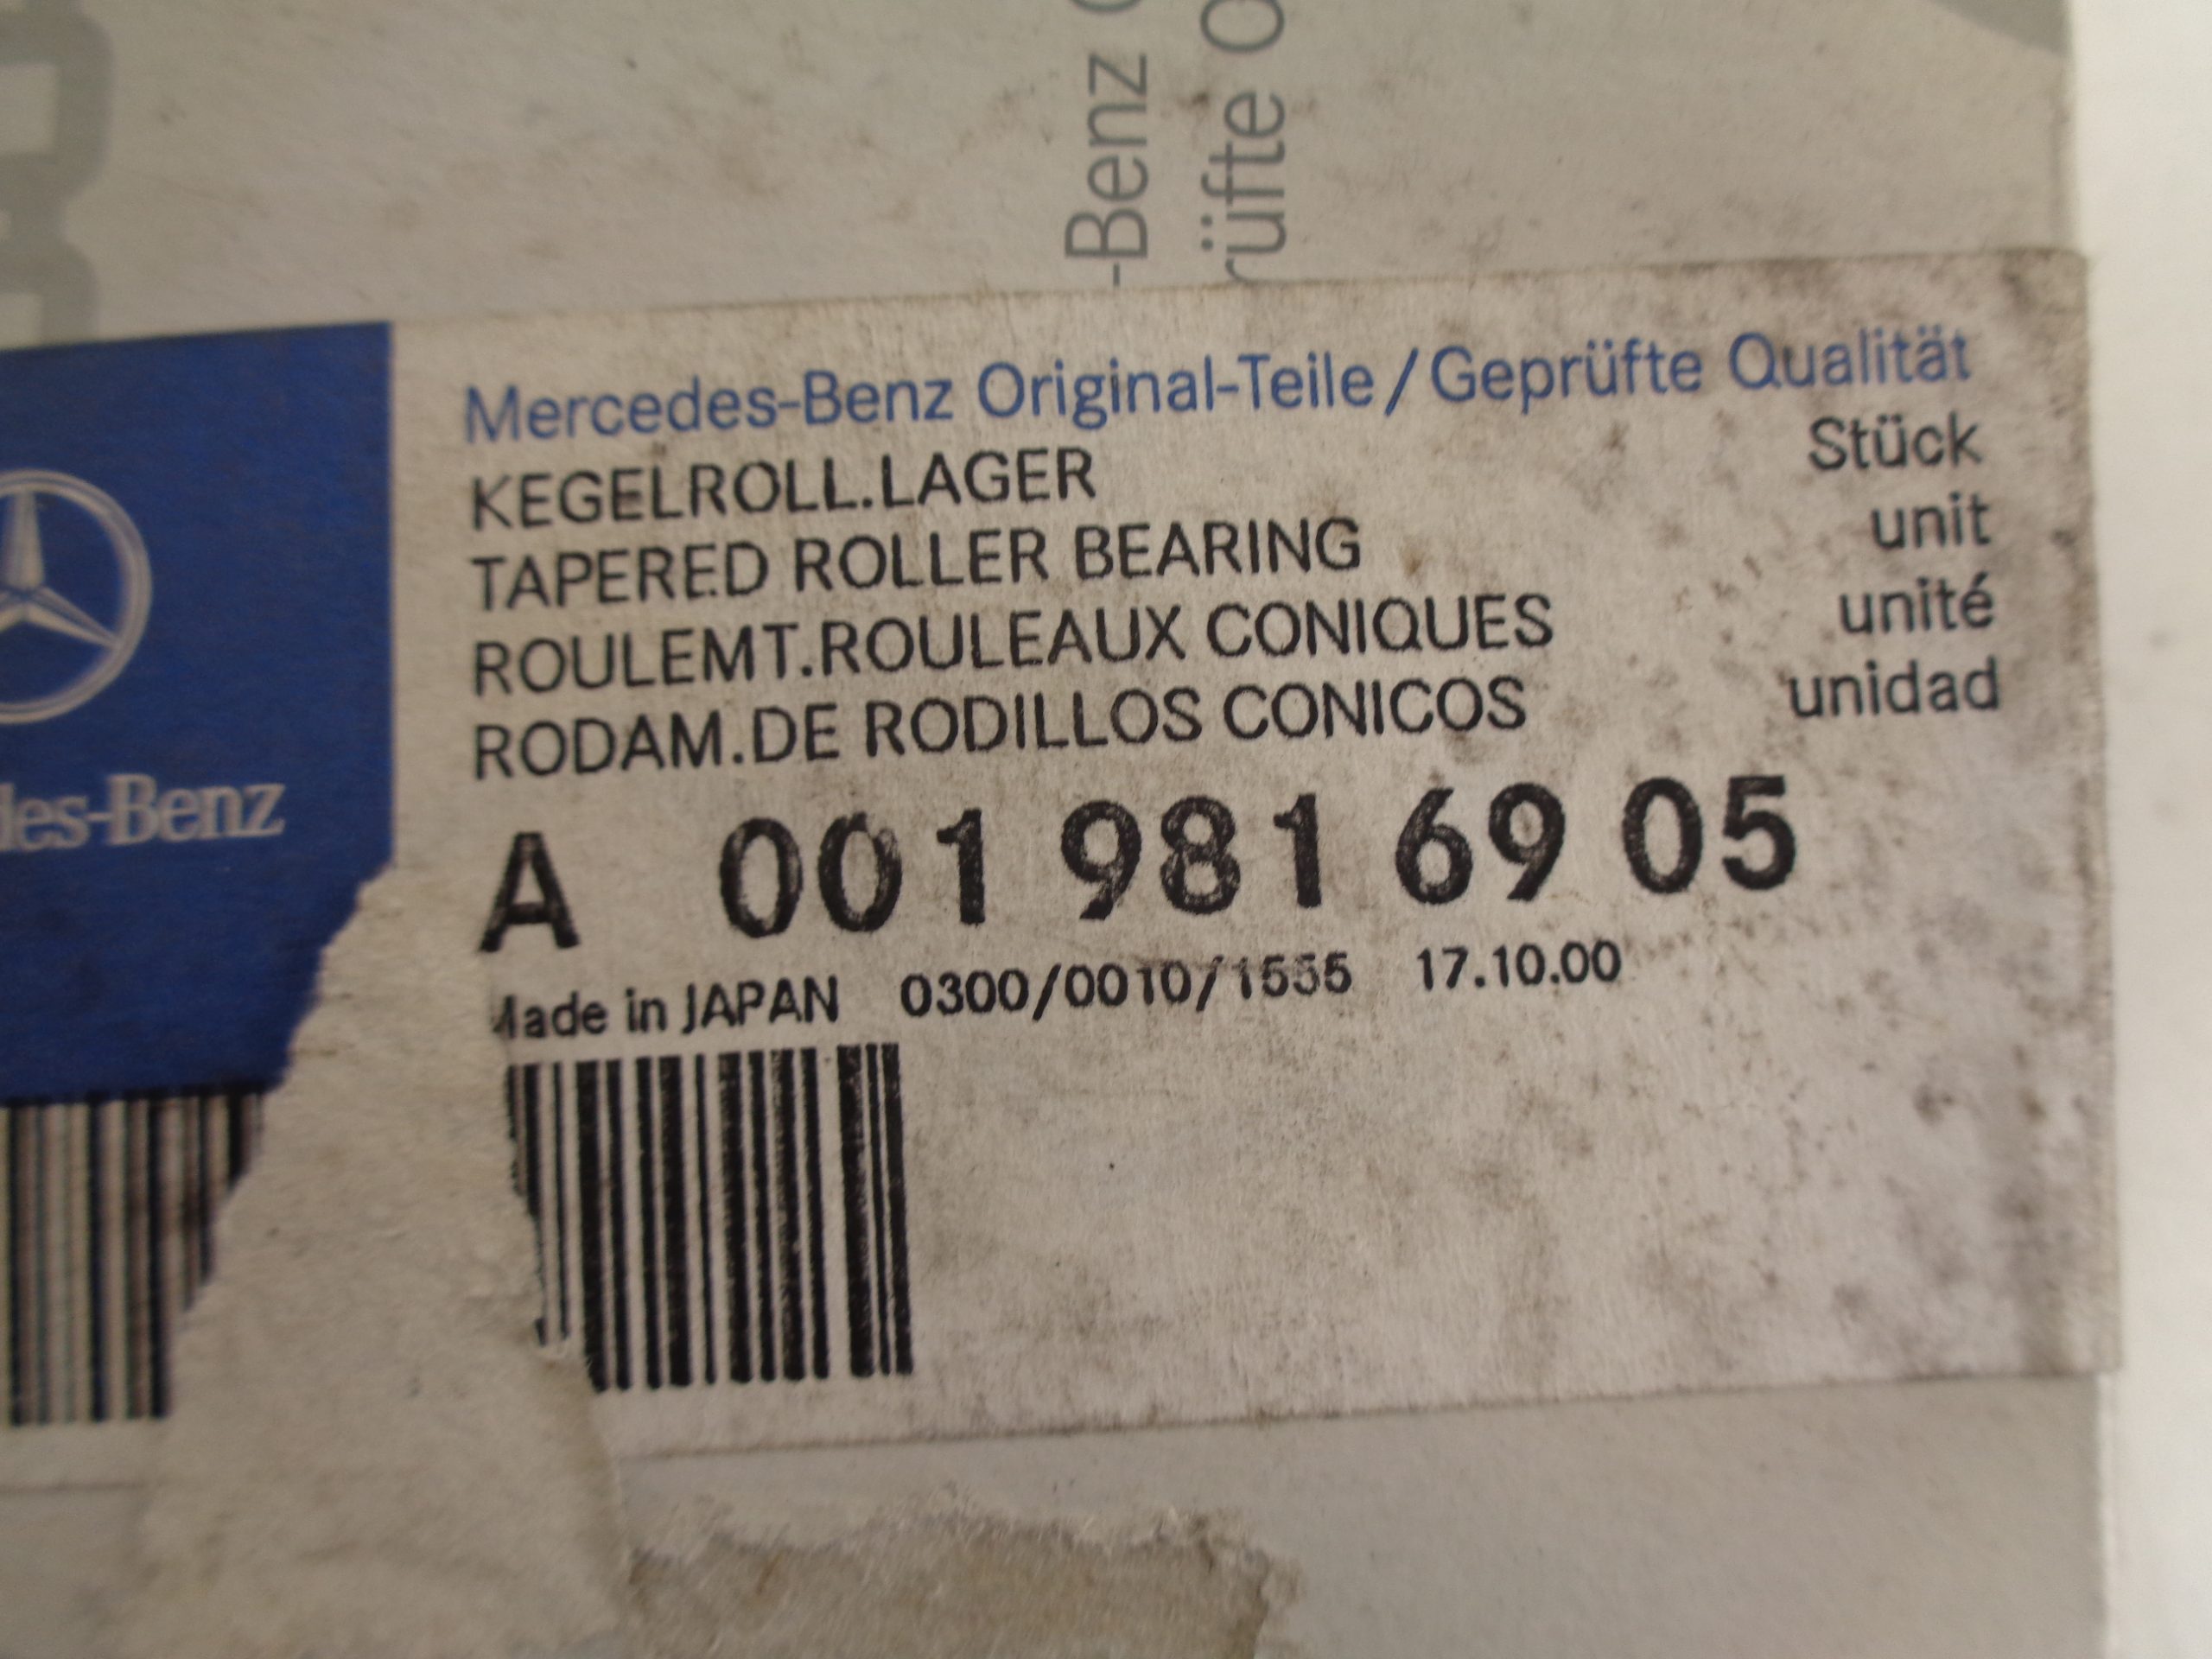 -Benz
rüfte
Mercedes-Benz Original-Teile/Geprüfte Qualität
KEGELROLL.LAGER
Stück
TAPERED ROLLER BEARING
unit
ROULEMT.ROULEAUX CONIQUES
unité
RODAM.DE RODILLOS CONICOS
unidad
des-Benz
A 001 981 69 05
Made in JAPAN 0300/0010/1555 17.10.00